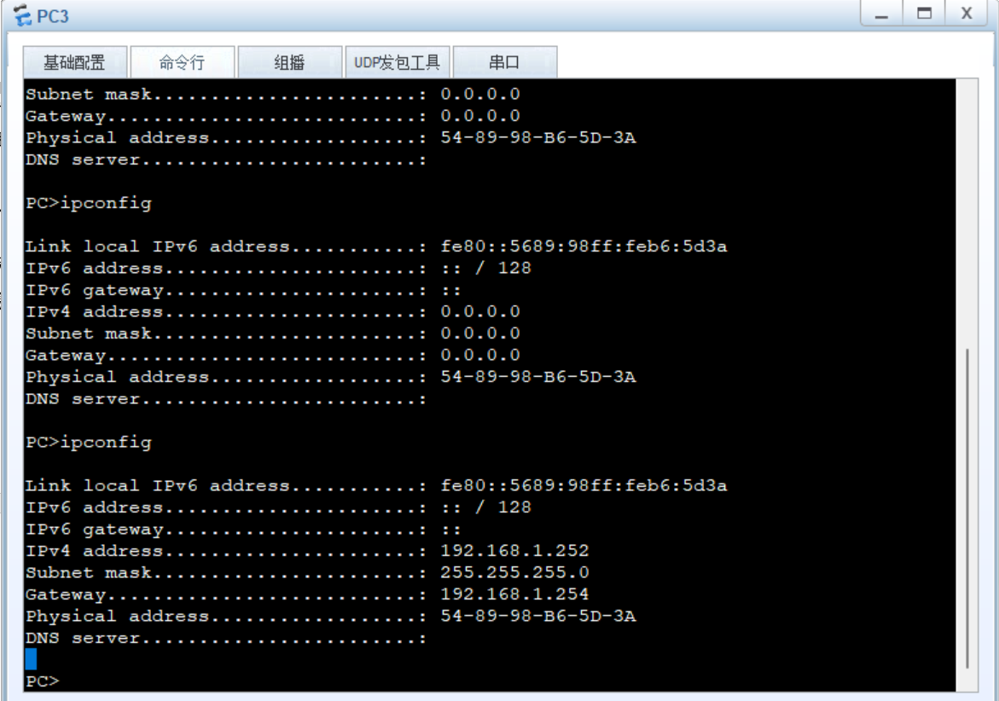 PC3
基础配置
命令行
组播
UDP发包工具
串口
Subnet mask.......................: 0.0.0.0
Gateway...........................: 0.0.0.0
Physical address..................: 54-89-98-B6-5D-3A
DNS server........................:
PC>ipconfig
Link local IPv6 address...........: fe80::5689:98ff:feb6:5d3a
IPv6 address......................: :: / 128
IPv6 gateway......................: ::
IPv4 address......................: 0.0.0.0
Subnet mask.......................: 0.0.0.0
Gateway...........................: 0.0.0.0
Physical address..................: 54-89-98-B6-5D-3A
DNS server........................:
PC>ipconfig
Link local IPv6 address...........: fe80::5689:98ff:feb6:5d3a
IPv6 address......................: :: / 128
IPv6 gateway......................: ::
IPv4 address......................: 192.168.1.252
Subnet mask.......................: 255.255.255.0
Gateway...........................: 192.168.1.254
Physical address..................: 54-89-98-B6-5D-3A
DNS server........................:
PC>